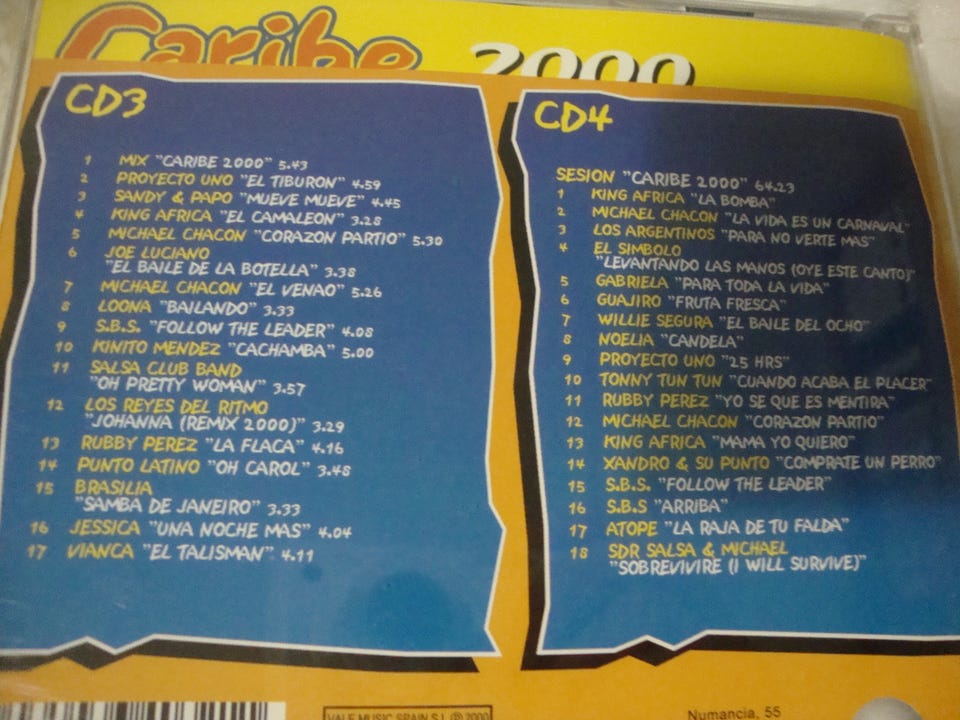 Caribe 2000
CD3
1 MIX "CARIBE 2000" 5.43
2 PROYECTO UNO "EL TIBURON" 4.59
3 SANDY & PAPO "MUEVE MUEVE" 4.45
4 KING AFRICA "EL CAMALEON" 3.28
5 MICHAEL CHACON "CORAZON PARTIO" 5.30
6 JOE LUCIANO
"EL BAILE DE LA BOTELLA" 3.38
7 MICHAEL CHACON "EL VENAO" 5.26
8 LOONA "BAILANDO" 3.33
9 S.B.S. "FOLLOW THE LEADER" 4.08
10 KINITO MENDEZ "CACHAMBA" 5.00
11 SALSA CLUB BAND
"OH PRETTY WOMAN" 3.57
12 LOS REYES DEL RITMO
"JOHANNA (REMIX 2000)" 3.29
13 RUBBY PEREZ "LA FLACA" 4.16
14 PUNTO LATINO "OH CAROL" 3.48
15 BRASILIA
"SAMBA DE JANEIRO" 3.33
16 JESSICA "UNA NOCHE MAS" 4.04
17 VIANCA "EL TALISMAN" 4.11
CD4
SESION "CARIBE 2000" 64.23
1 KING AFRICA "LA BOMBA"
2 MICHAEL CHACON "LA VIDA ES UN CARNAVAL"
3 LOS ARGENTINOS "PARA NO VERTE MAS"
4 EL SIMBOLO
"LEVANTANDO LAS MANOS (OYE ESTE CANTO)"
5 GABRIELA "PARA TODA LA VIDA"
6 GUAJIRO "FRUTA FRESCA"
7 WILLIE SEGURA "EL BAILE DEL OCHO"
8 NOELIA "CANDELA"
9 PROYECTO UNO "25 HRS"
10 TONNY TUN TUN "CUANDO ACABA EL PLACER"
11 RUBBY PEREZ "YO SE QUE ES MENTIRA"
12 MICHAEL CHACON "CORAZON PARTIO"
13 KING AFRICA "MAMA YO QUIERO"
14 XANDRO & SU PUNTO "COMPRATE UN PERRO"
15 S.B.S. "FOLLOW THE LEADER"
16 S.B.S "ARRIBA"
17 ATOPE "LA RAJA DE TU FALDA"
18 SDR SALSA & MICHAEL
"SOBREVIVIRE (I WILL SURVIVE)"
VALE MUSIC SPAIN S.L. ℗ 2000
Numancia, 55